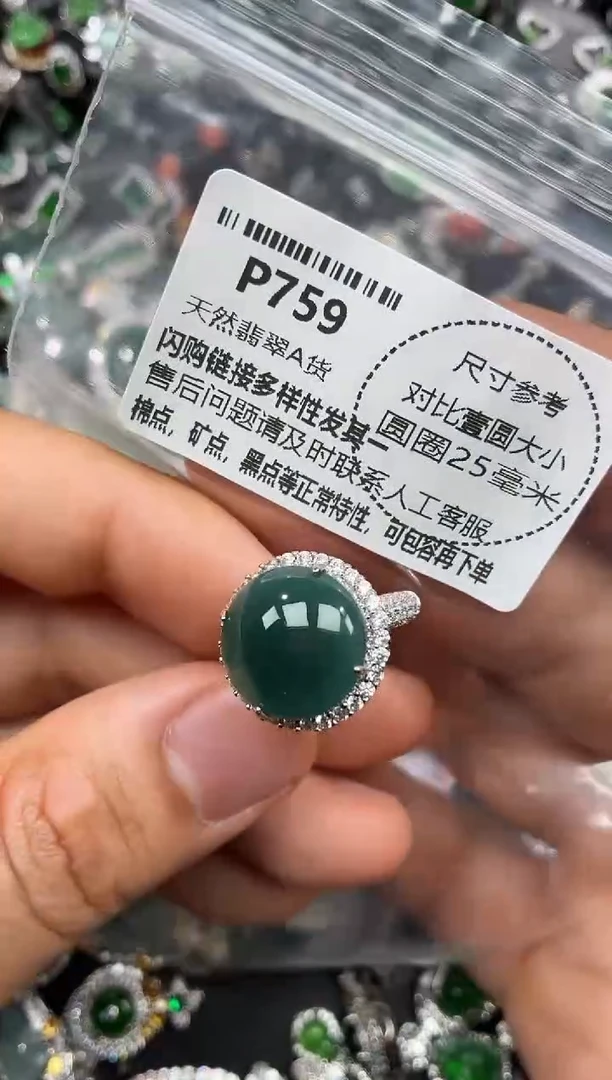 P759
天然翡翠A货
闪购链接多样性发其一
售后问题请及时联系人工客服
棉点，矿点，黑点等正常特性，可包容再下单
尺寸参考
对比壹圆大小
圆圈25毫米